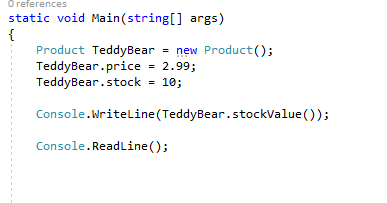 0 references
static void Main(string[] args)
{
Product TeddyBear = new Product();
TeddyBear.price = 2.99;
TeddyBear.stock = 10;
Console.WriteLine(TeddyBear.stockValue());
Console.ReadLine();